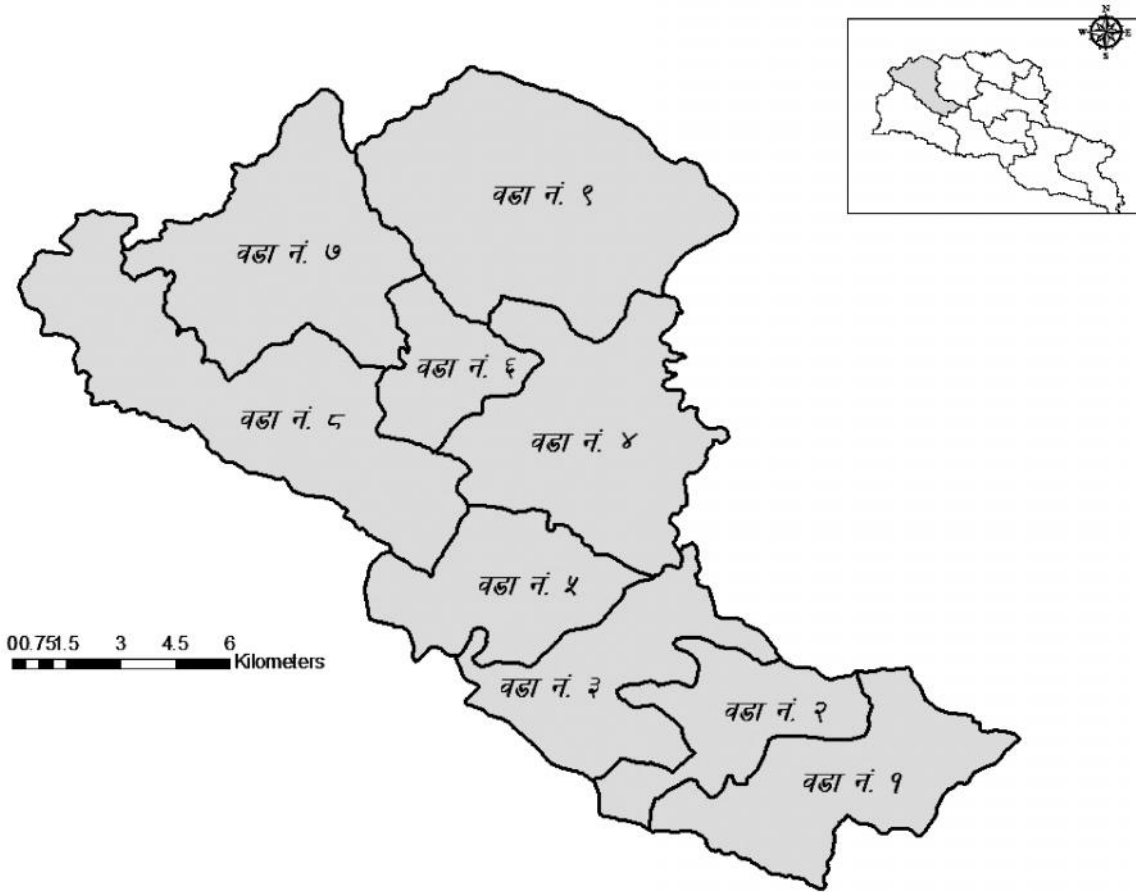 N
W E
S
वडा नं. ९
वडा नं. ७
वडा नं. ६
वडा नं. ८
वडा नं. ४
वडा नं. ५
00.751.5 3 4.5 6
Kilometers
वडा नं. ३
वडा नं. २
वडा नं. १